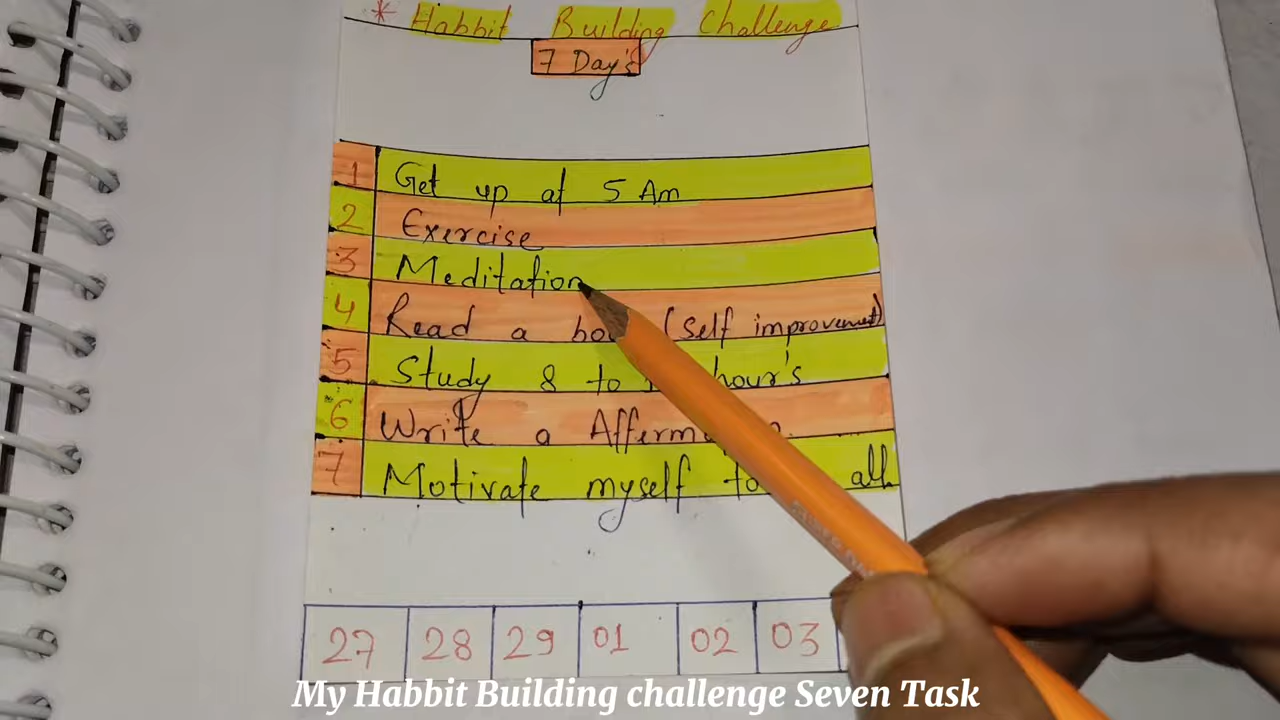 * Habbit Building Challenge
7 Day's
1 Get up at 5 Am
2 Exercise
3 Meditation
4 Read a (self improvement)
5 Study 8 to hour's
6 Write a
7 Motivate myself all
27 28 29 01 02 03
My Habbit Building challenge Seven Task